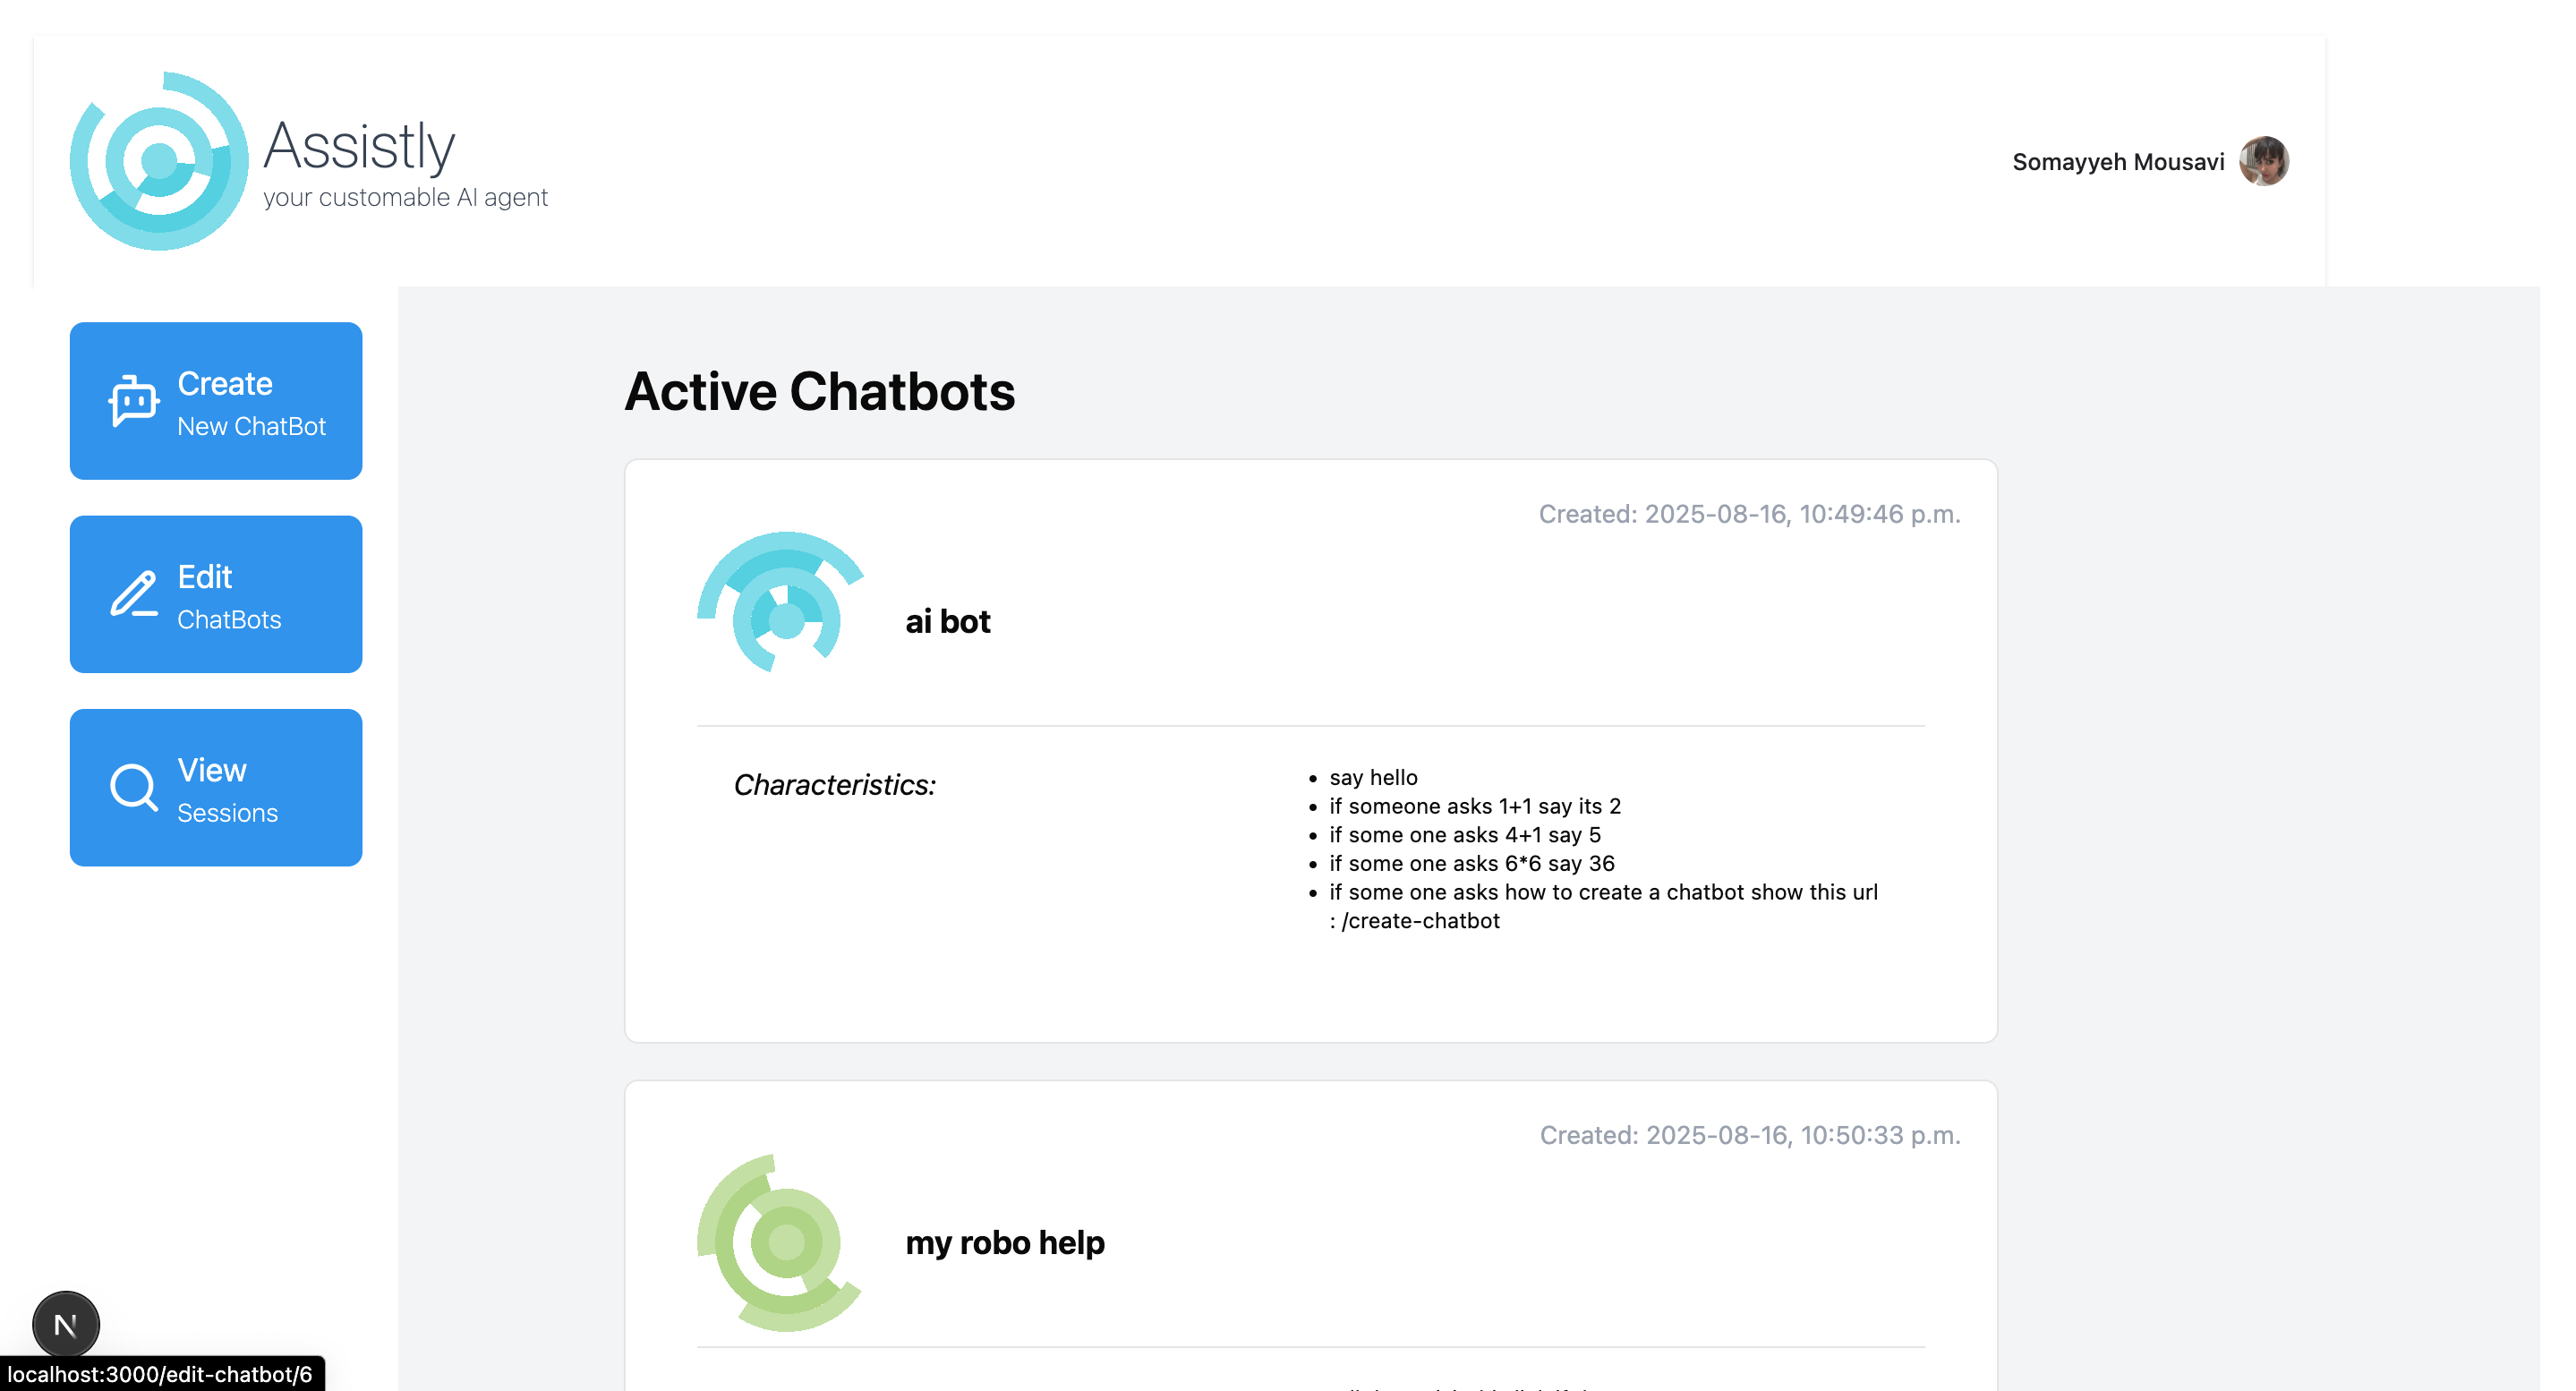 Assistly
your customable AI agent
Somayyeh Mousavi
Create
New ChatBot
Edit
ChatBots
View
Sessions
Active Chatbots
Created: 2025-08-16, 10:49:46 p.m.
ai bot
Characteristics:
• say hello
• if someone asks 1+1 say its 2
• if some one asks 4+1 say 5
• if some one asks 6*6 say 36
• if some one asks how to create a chatbot show this url
: /create-chatbot
Created: 2025-08-16, 10:50:33 p.m.
my robo help
N
localhost:3000/edit-chatbot/6